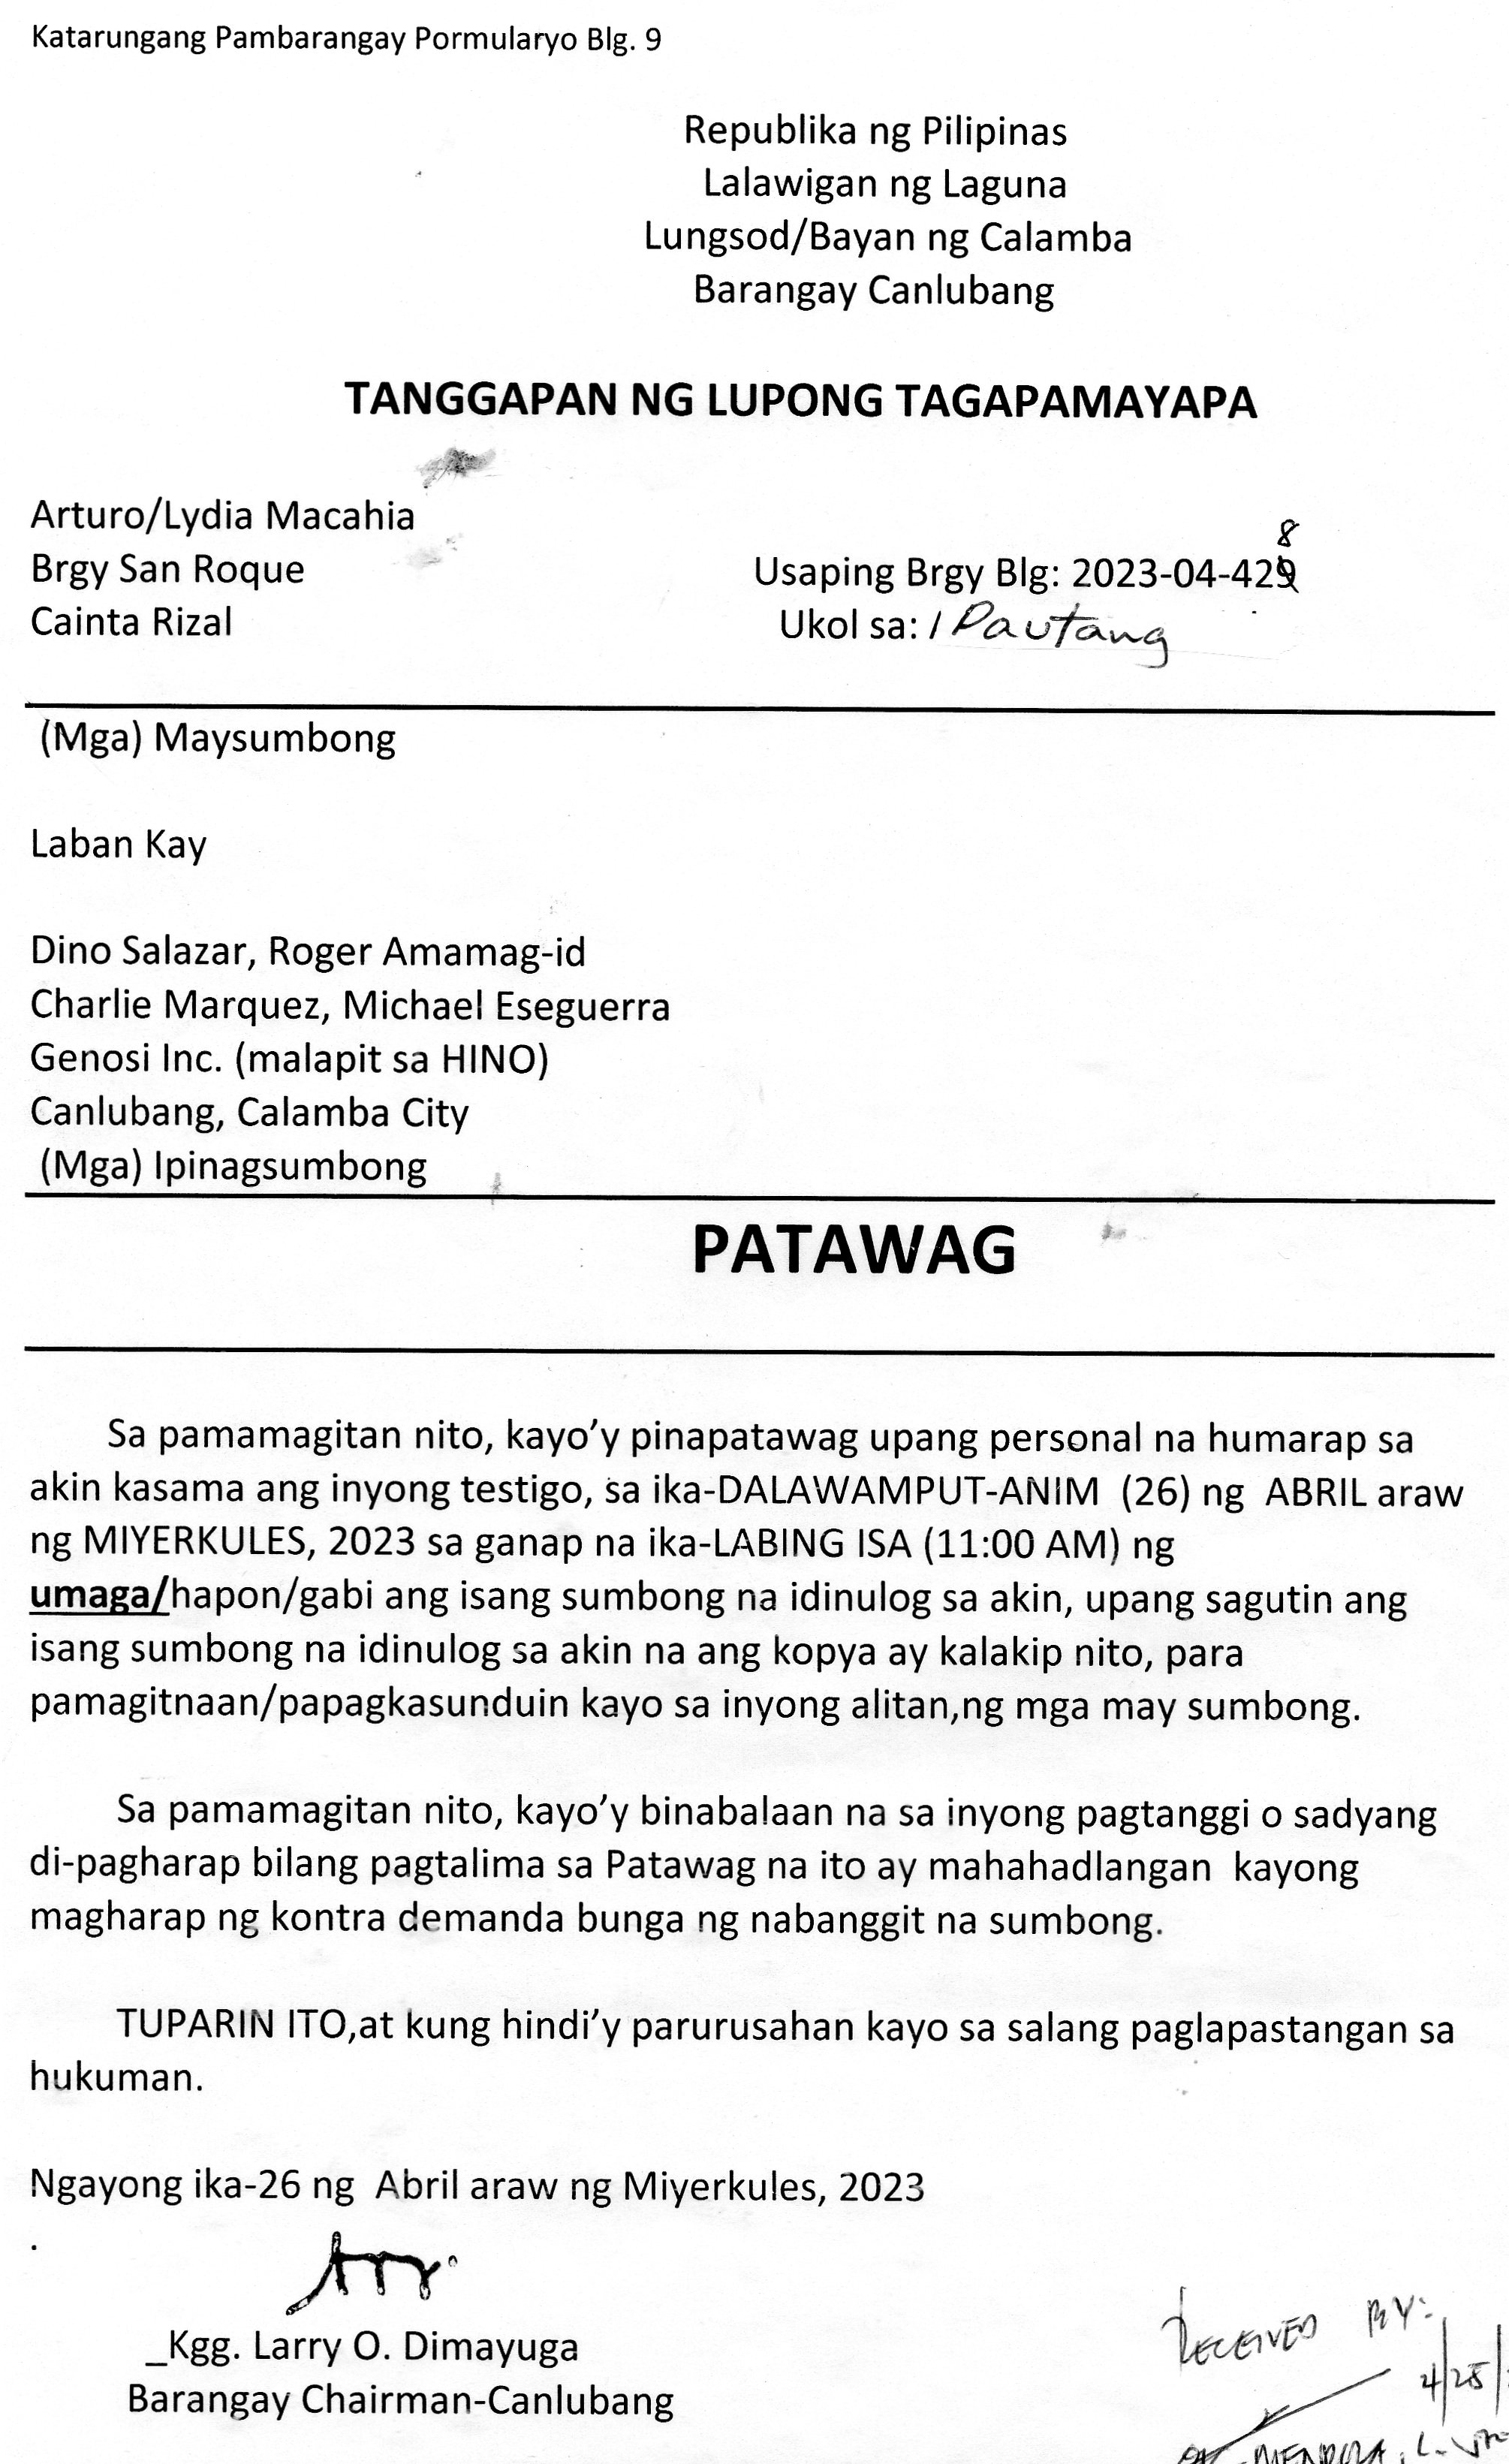 Katarungang Pambarangay Pormularyo Blg. 9
Republika ng Pilipinas
Lalawigan ng Laguna
Lungsod/Bayan ng Calamba
Barangay Canlubang
TANGGAPAN NG LUPONG TAGAPAMAYAPA
Arturo/Lydia Macahia
8
Brgy San Roque Usaping Brgy Blg: 2023-04-429
Cainta Rizal Ukol sa: / Pautang
(Mga) Maysumbong
Laban Kay
Dino Salazar, Roger Amamag-id
Charlie Marquez, Michael Eseguerra
Genosi Inc. (malapit sa HINO)
Canlubang, Calamba City
(Mga) Ipinagsumbong
PATAWAG
Sa pamamagitan nito, kayo’y pinapatawag upang personal na humarap sa
akin kasama ang inyong testigo, sa ika-DALAWAMPUT-ANIM (26) ng ABRIL araw
ng MIYERKULES, 2023 sa ganap na ika-LABING ISA (11:00 AM) ng
umaga/hapon/gabi ang isang sumbong na idinulog sa akin, upang sagutin ang
isang sumbong na idinulog sa akin na ang kopya ay kalakip nito, para
pamagitnaan/papagkasunduin kayo sa inyong alitan,ng mga may sumbong.
Sa pamamagitan nito, kayo’y binabalaan na sa inyong pagtanggi o sadyang
di-pagharap bilang pagtalima sa Patawag na ito ay mahahadlangan kayong
magharap ng kontra demanda bunga ng nabanggit na sumbong.
TUPARIN ITO,at kung hindi’y parurusahan kayo sa salang paglapastangan sa
hukuman.
Ngayong ika-26 ng Abril araw ng Miyerkules, 2023
_Kgg. Larry O. Dimayuga
Barangay Chairman-Canlubang
RECEIVED BY:
4/25/
MENDOZA